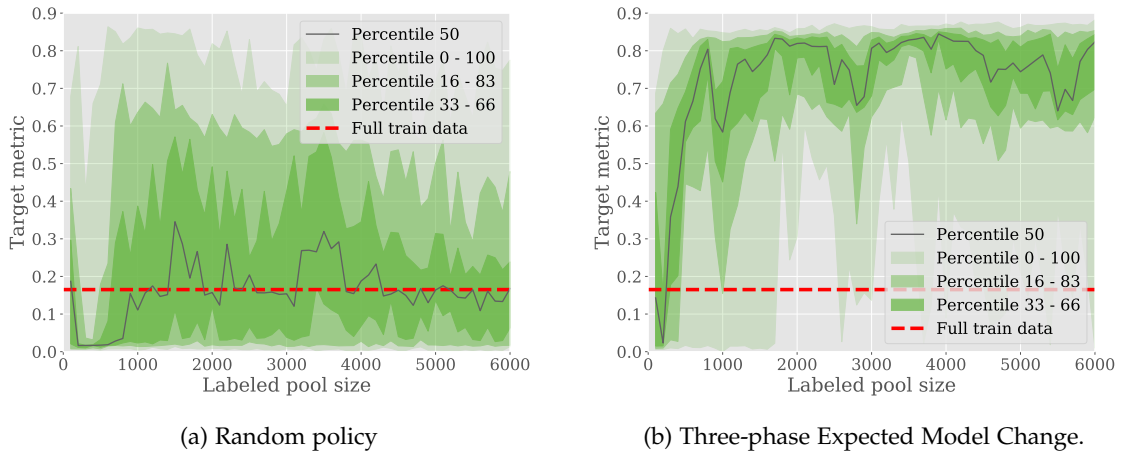 0.9
0.8
0.7
0.6
0.5
0.4
0.3
0.2
0.1
0.0
Target metric
0
1000
2000
3000
4000
5000
6000
Labeled pool size
Percentile 50
Percentile 0 - 100
Percentile 16 - 83
Percentile 33 - 66
Full train data
(a) Random policy
0.9
0.8
0.7
0.6
0.5
0.4
0.3
0.2
0.1
0.0
Target metric
0
1000
2000
3000
4000
5000
6000
Labeled pool size
Percentile 50
Percentile 0 - 100
Percentile 16 - 83
Percentile 33 - 66
Full train data
(b) Three-phase Expected Model Change.